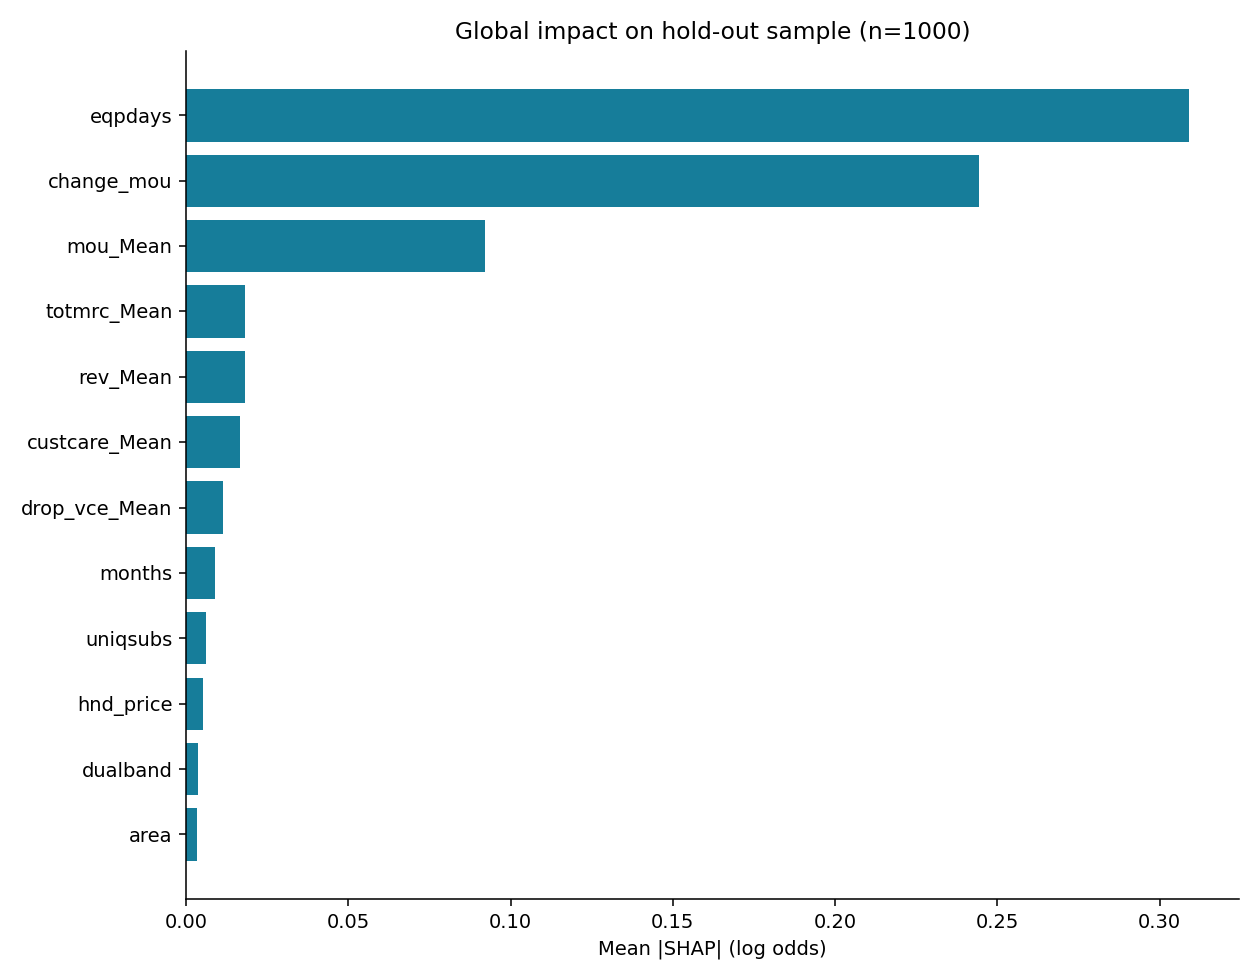 Global impact on hold-out sample (n=1000)
eqpdays
change_mou
mou_Mean
totmrc_Mean
rev_Mean
custcare_Mean
drop_vce_Mean
months
uniqsubs
hnd_price
dualband
area
0.00 0.05 0.10 0.15 0.20 0.25 0.30
Mean |SHAP| (log odds)